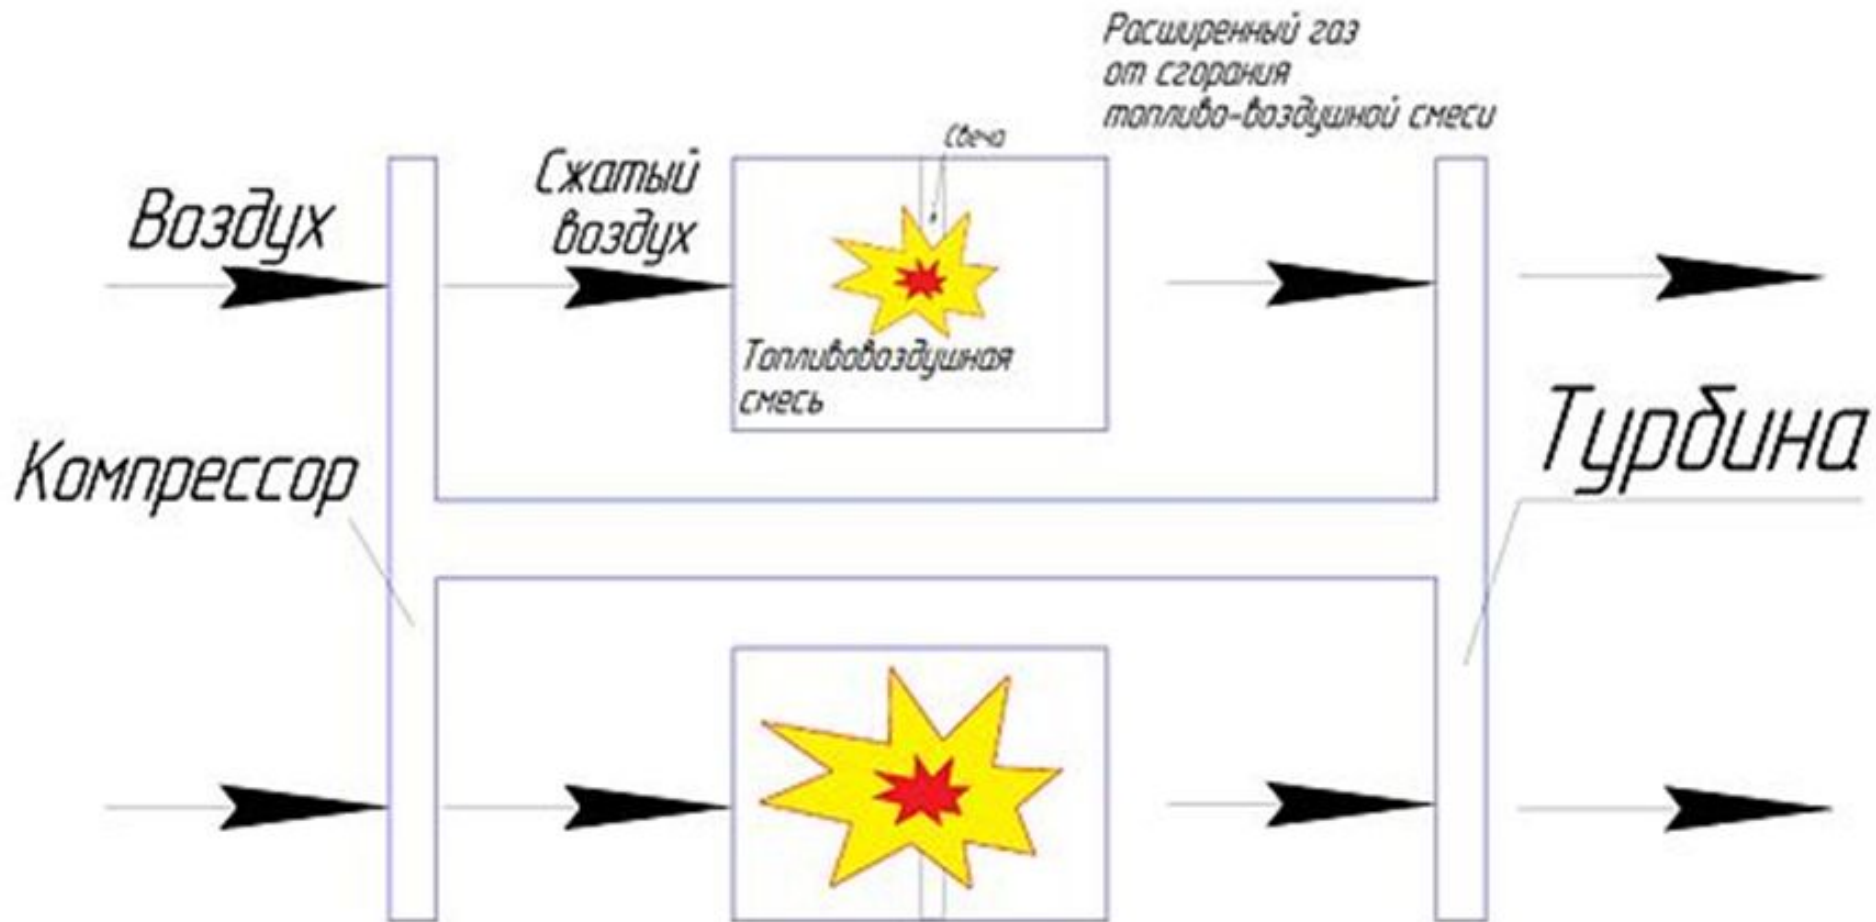 Расширенный газ
от сгорания
топливо-воздушной смеси
Свеча
Сжатый
воздух
Воздух
Топливовоздушная
смесь
Компрессор
Турбина